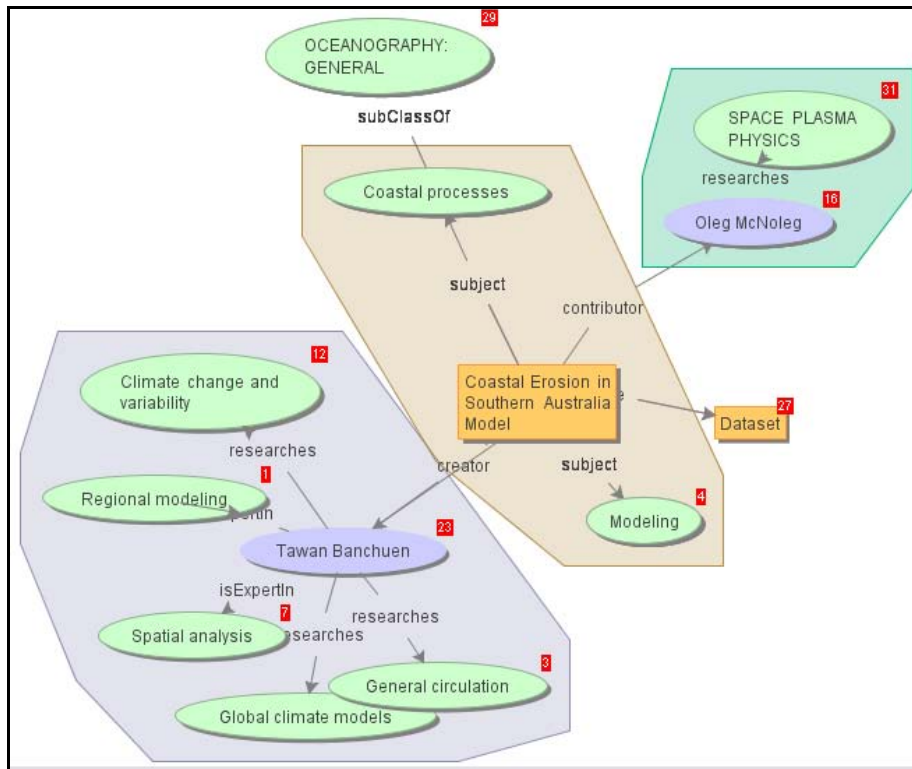 29
OCEANOGRAPHY:
GENERAL
subClassOf
31
SPACE PLASMA
PHYSICS
researches
Coastal processes
16
Oleg McNoleg
subject
contributor
12
Climate change and
variability
Coastal Erosion in
Southern Australia
Model
27
Dataset
researches
creator
subject
1
Regional modeling
4
Modeling
23
Tawan Banchuen
isExpertIn
7
Spatial analysis
researches
researches
3
General circulation
Global climate models